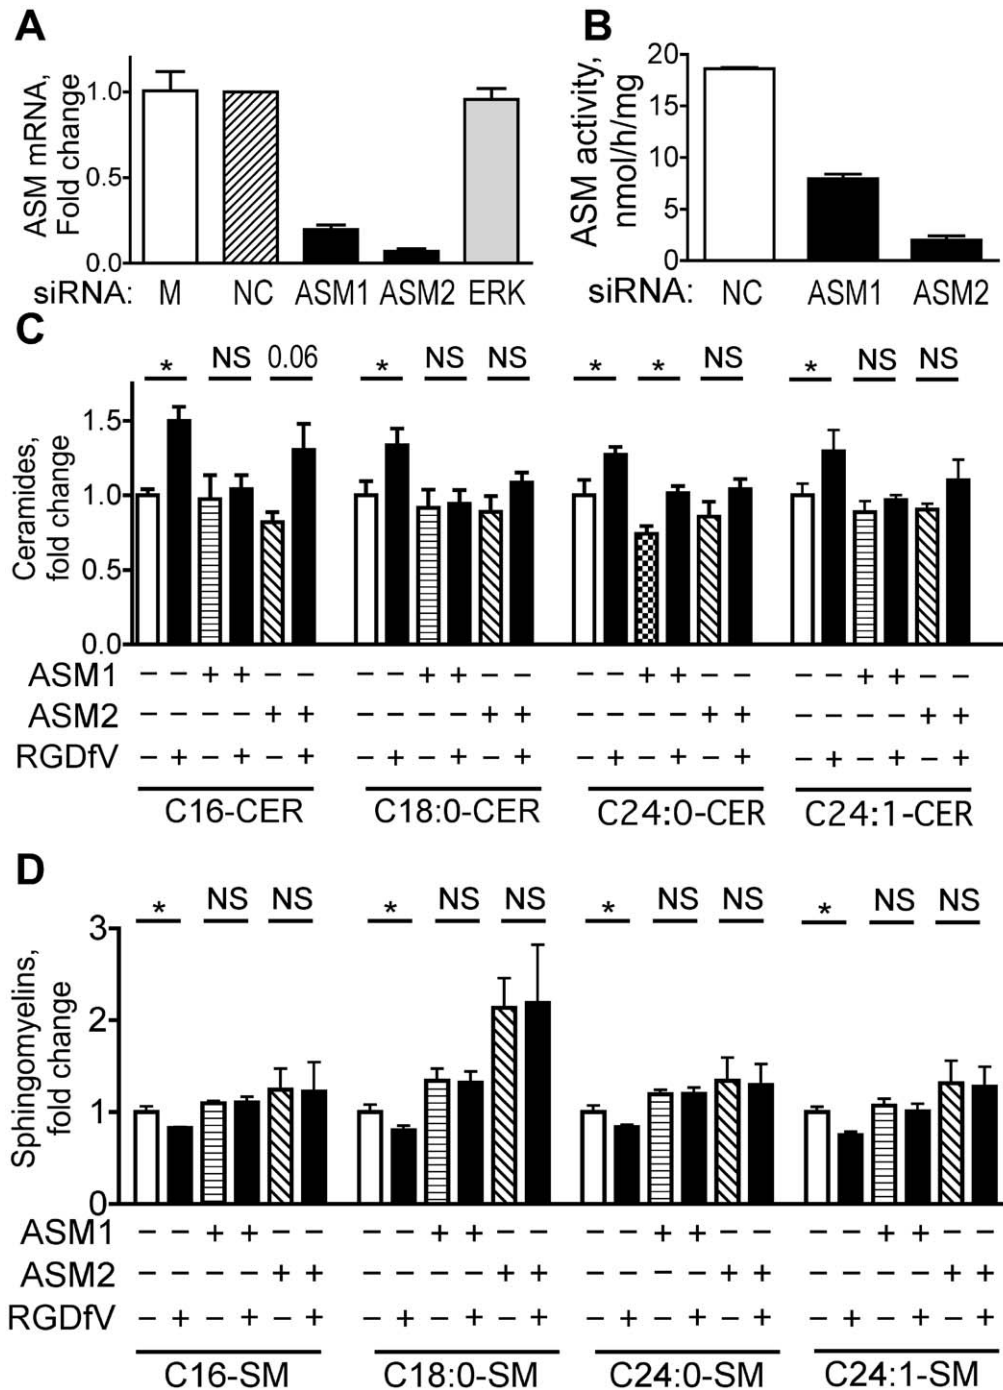 A
ASM mRNA,
Fold change
1.0
0.5
0.0
siRNA: M NC ASM1 ASM2 ERK
B
ASM activity,
nmol/h/mg
20
10
5
0
siRNA: NC ASM1 ASM2
C
* NS 0.06 * NS NS * * NS * NS NS
Ceramides,
fold change
1.5
1.0
0.5
0.0
ASM1 – – + + – – – – + + – – – – + + – – – – + + – –
ASM2 – – – – + + – – – – + + – – – – + + – – – – + +
RGDfV – + – + – + – + – + – + – + – + – + – + – + – +
C16-CER C18:0-CER C24:0-CER C24:1-CER
D
* NS NS * NS NS * NS NS * NS NS
Sphingomyelins,
fold change
3
2
1
0
ASM1 – – + + – – – – + + – – – – + + – – – – + + – –
ASM2 – – – – + + – – – – + + – – – – + + – – – – + +
RGDfV – + – + – + – + – + – + – + – + – + – + – + – +
C16-SM C18:0-SM C24:0-SM C24:1-SM